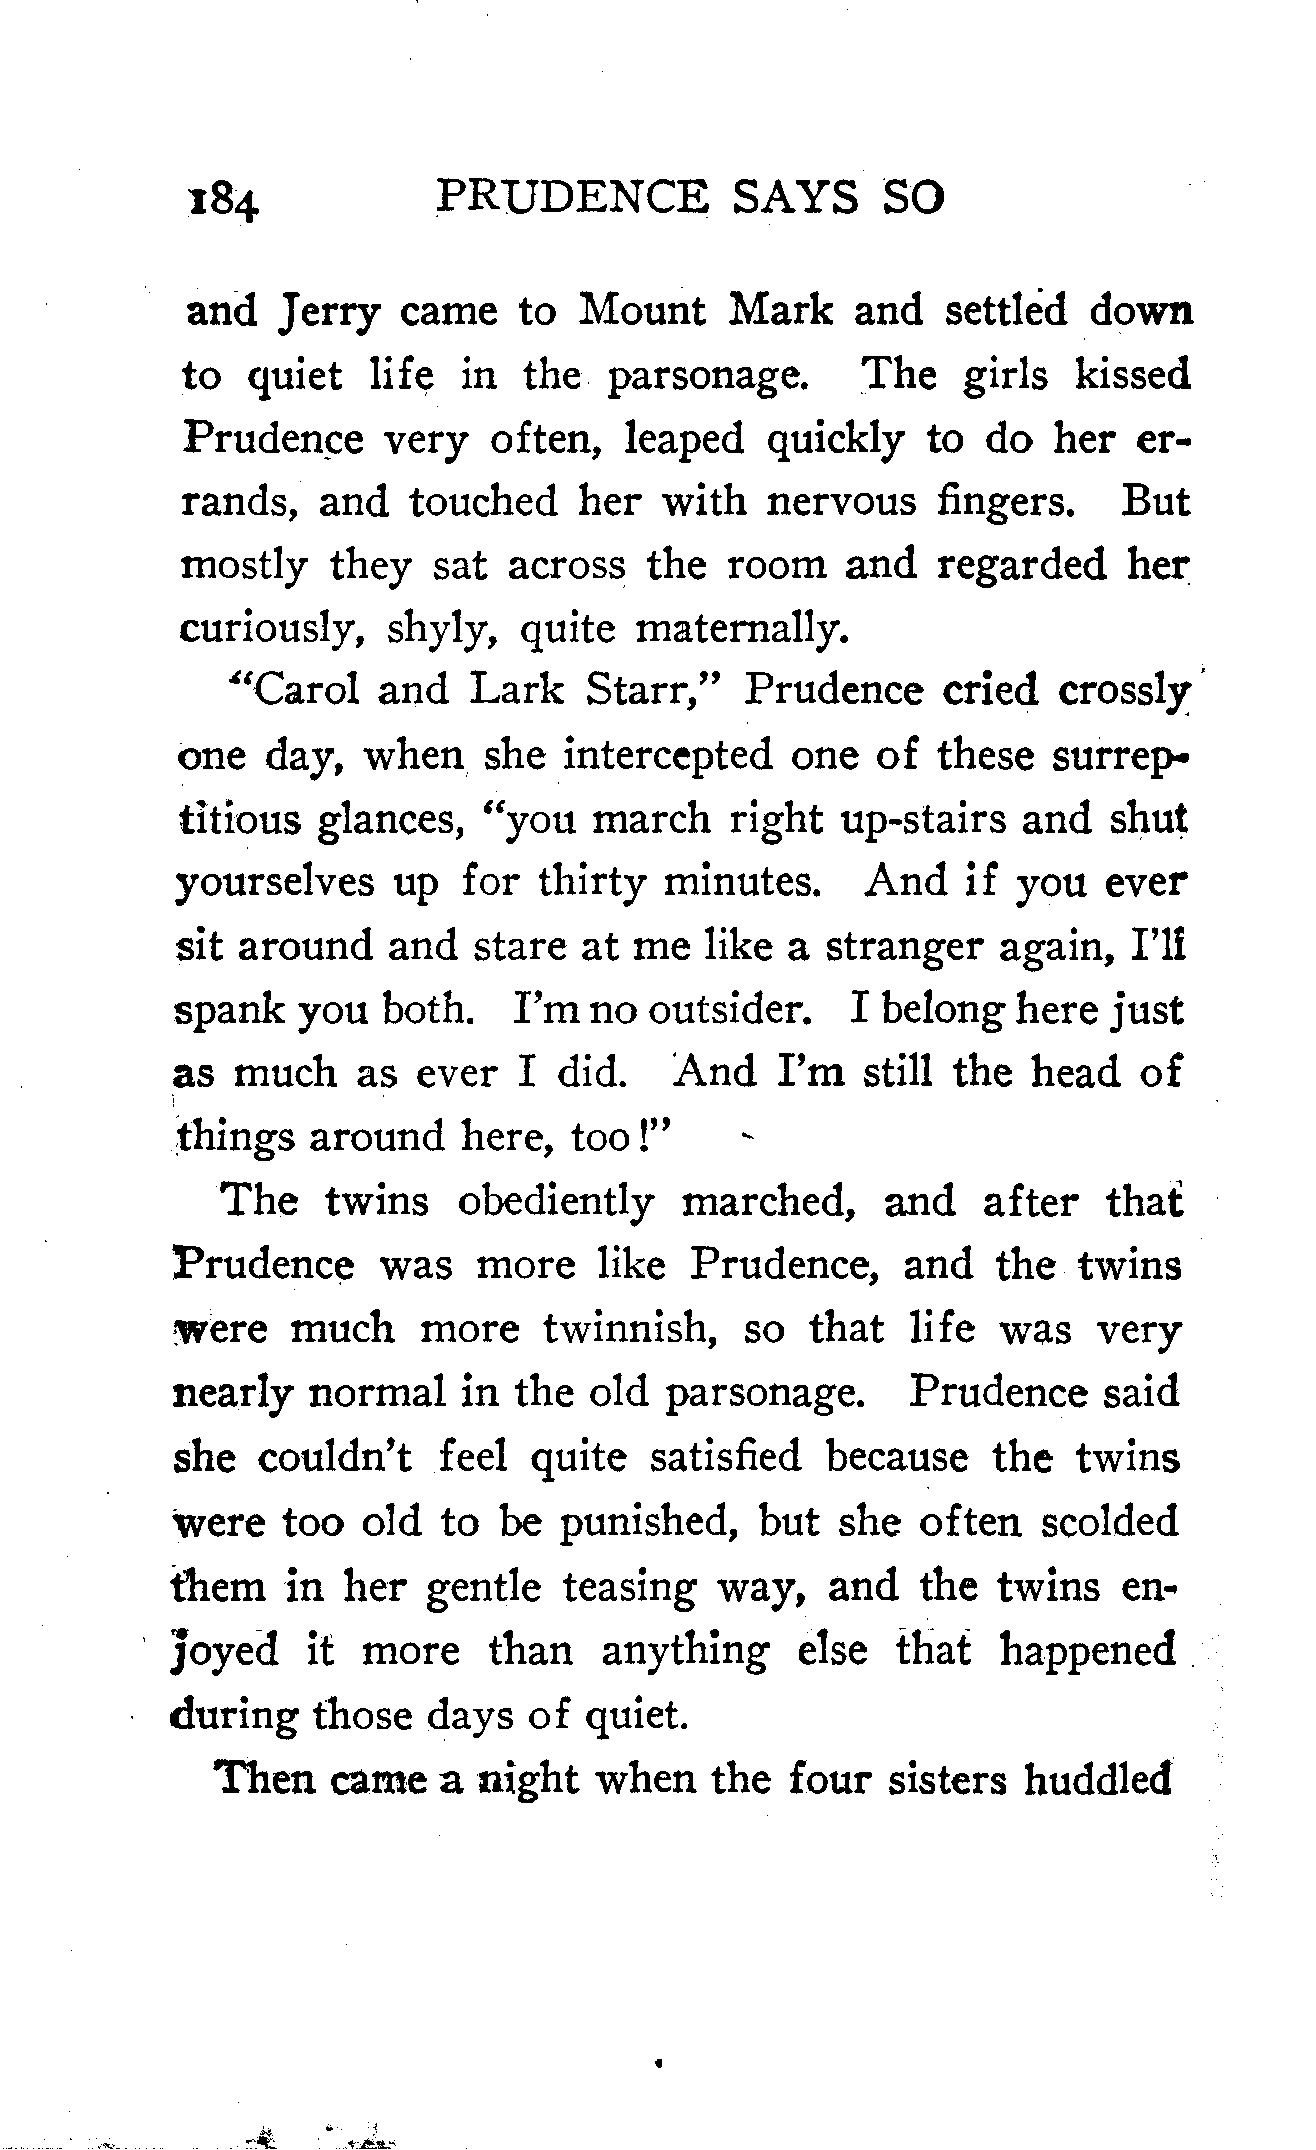 184 PRUDENCE SAYS SO
and Jerry came to Mount Mark and settled down
to quiet life in the parsonage. The girls kissed
Prudence very often, leaped quickly to do her er-
rands, and touched her with nervous fingers. But
mostly they sat across the room and regarded her
curiously, shyly, quite maternally.
"Carol and Lark Starr," Prudence cried crossly
one day, when she intercepted one of these surrep-
titious glances, "you march right up-stairs and shut
yourselves up for thirty minutes. And if you ever
sit around and stare at me like a stranger again, I'll
spank you both. I'm no outsider. I belong here just
as much as ever I did. And I'm still the head of
things around here, too!"
The twins obediently marched, and after that
Prudence was more like Prudence, and the twins
were much more twinnish, so that life was very
nearly normal in the old parsonage. Prudence said
she couldn't feel quite satisfied because the twins
were too old to be punished, but she often scolded
them in her gentle teasing way, and the twins en-
joyed it more than anything else that happened
during those days of quiet.
Then came a night when the four sisters huddled